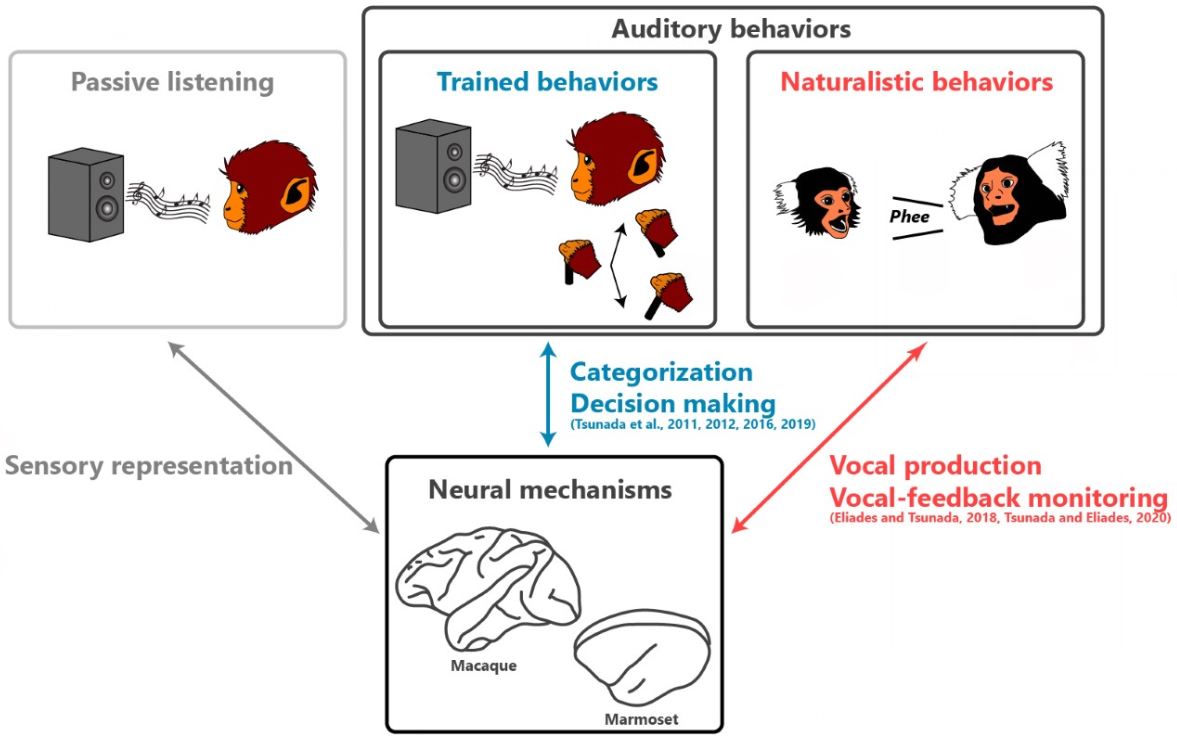 Auditory behaviors
Passive listening
Trained behaviors
Naturalistic behaviors
Phee
Categorization
Decision making
(Tsunada et al., 2011, 2012, 2016, 2019)
Sensory representation
Vocal production
Vocal-feedback monitoring
(Eliades and Tsunada, 2018, Tsunada and Eliades, 2020)
Neural mechanisms
Macaque
Marmoset